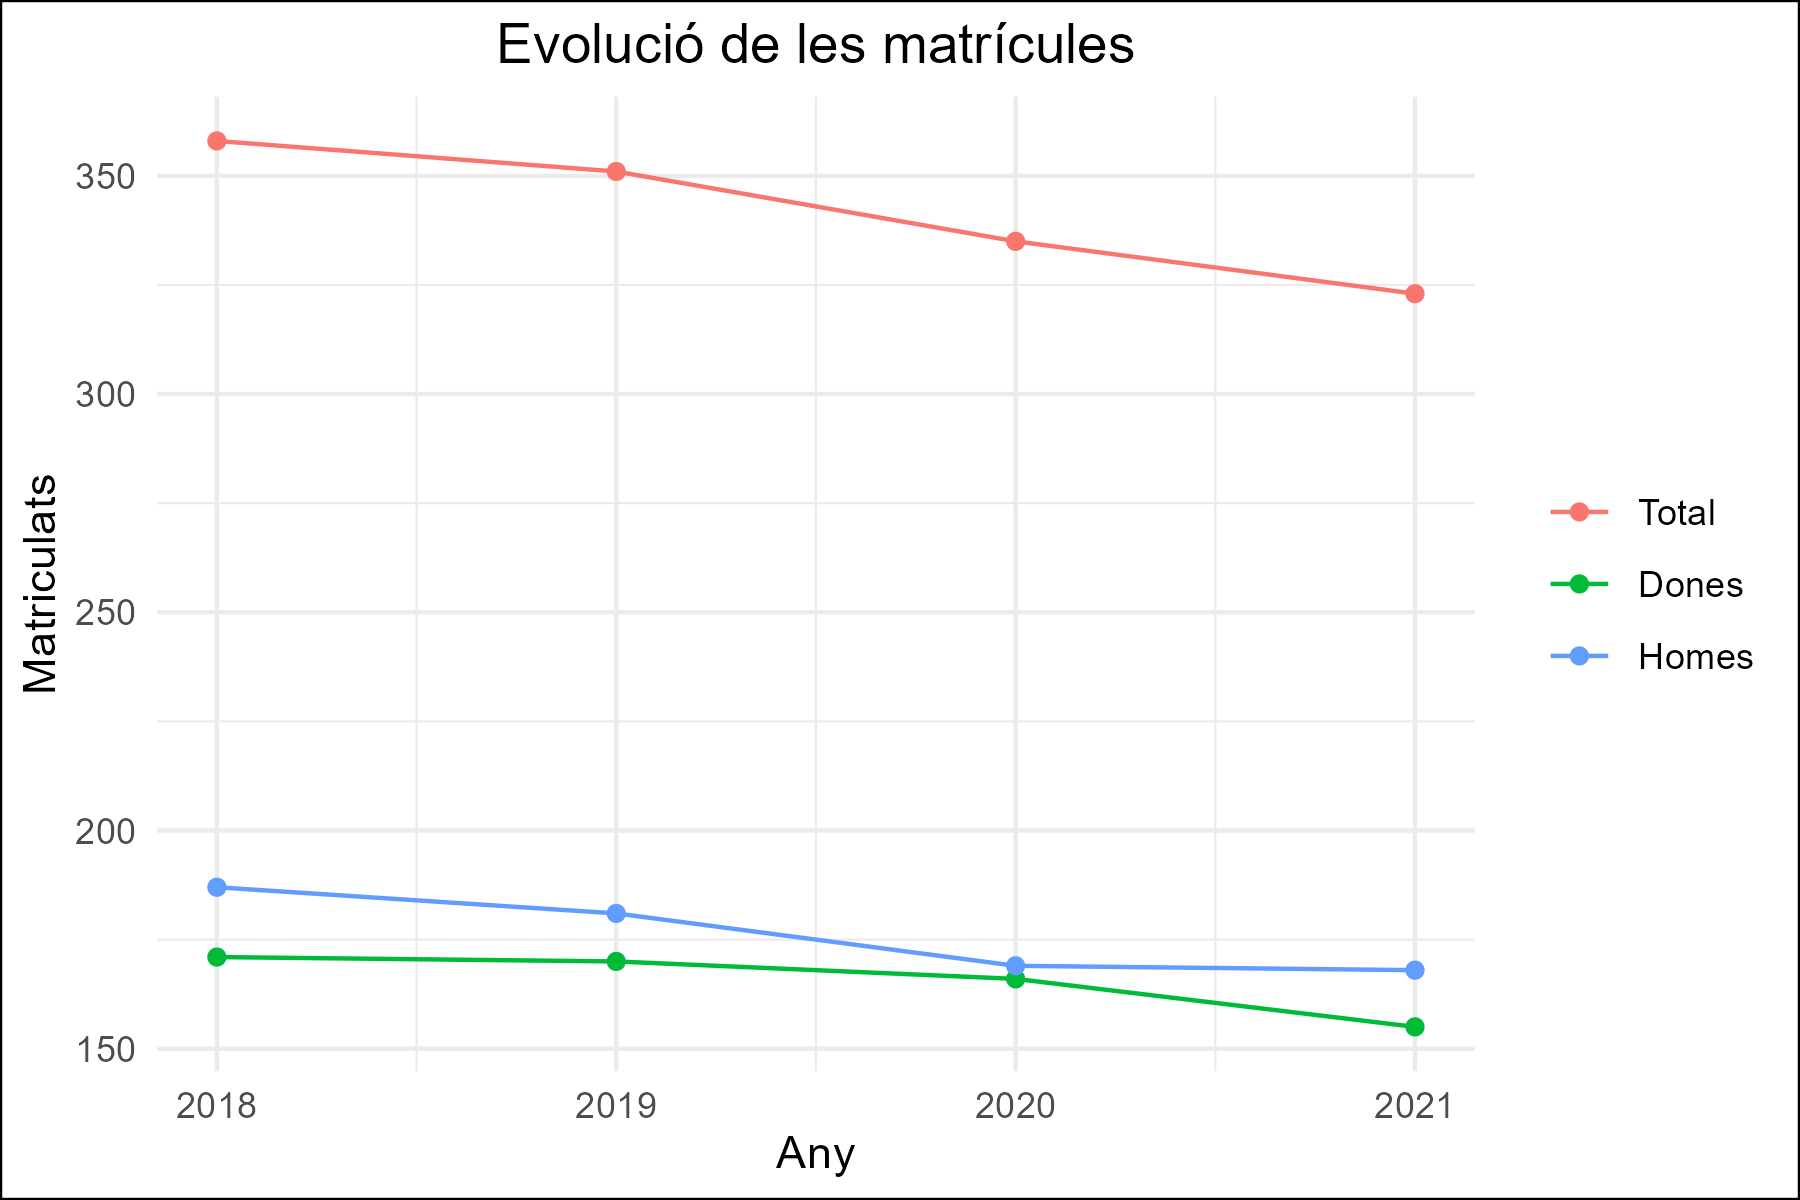 Evolució de les matrícules
Matriculats
350
300
250
200
150
2018 2019 2020 2021
Any
Total
Dones
Homes